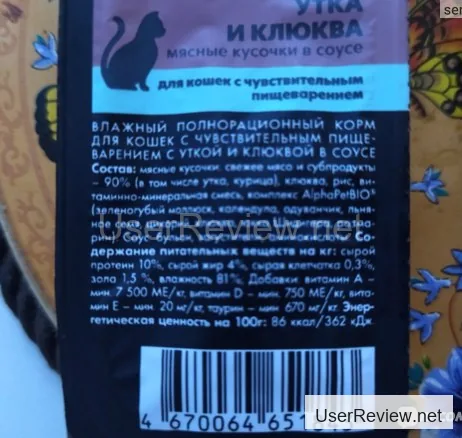 УТКА
И КЛЮКВА
мясные кусочки в соусе
для кошек с чувствительным
пищеварением
ВЛАЖНЫЙ ПОЛНОРАЦИОННЫЙ КОРМ
ДЛЯ КОШЕК С ЧУВСТВИТЕЛЬНЫМ ПИЩЕ-
ВАРЕНИЕМ С УТКОЙ И КЛЮКВОЙ В СОУСЕ
Состав: мясные кусочки: свежее мясо и субпродукты
– 90% (в том числе утка, курица), клюква, рис, ви-
таминно-минеральная смесь, комплекс AlphaPetBIO®
(зеленогубый моллюск, календула, одуванчик, льня-
Со-
держание питательных веществ на кг: сырой
протеин 10%, сырой жир 4%, сырая клетчатка 0,3%,
зола 1,5 %, влажность 81%. Добавки витамин А –
мин. 7 500 МЕ/кг, витамин D – мин. 750 МЕ/кг, вита-
мин Е – мин. 20 мг/кг, таурин – мин. 670 мг/кг. Энер-
гетическая ценность на 100г: 86 ккал/362 кДж.
UserReview.net
4 670064 65
UserReview.net